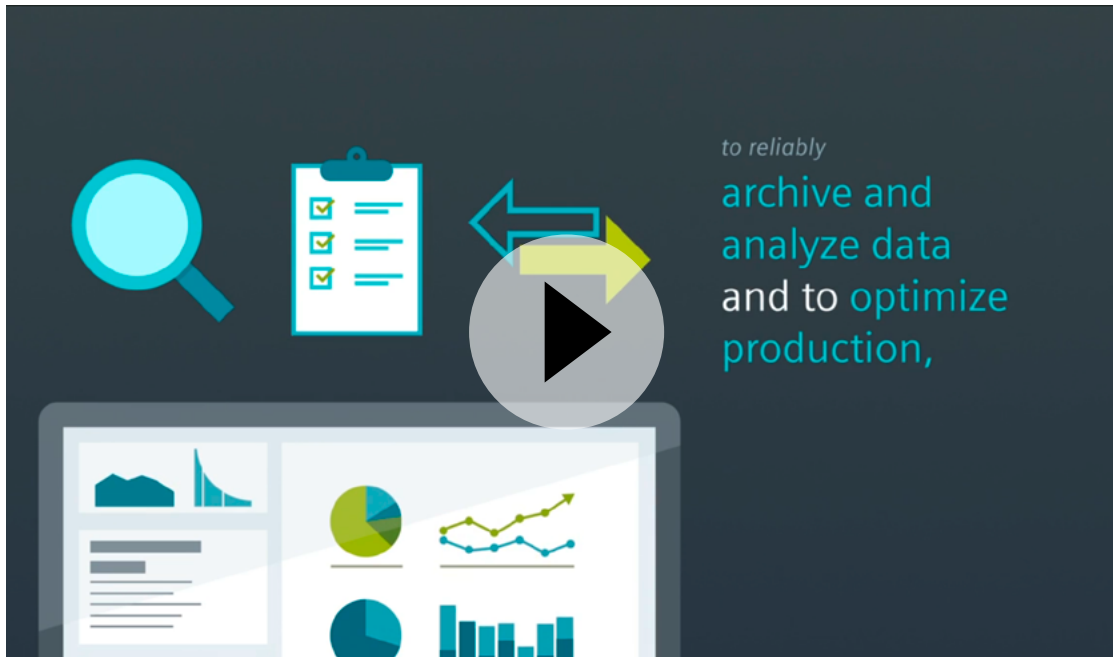 to reliably
archive and
analyze data
and to optimize
production,